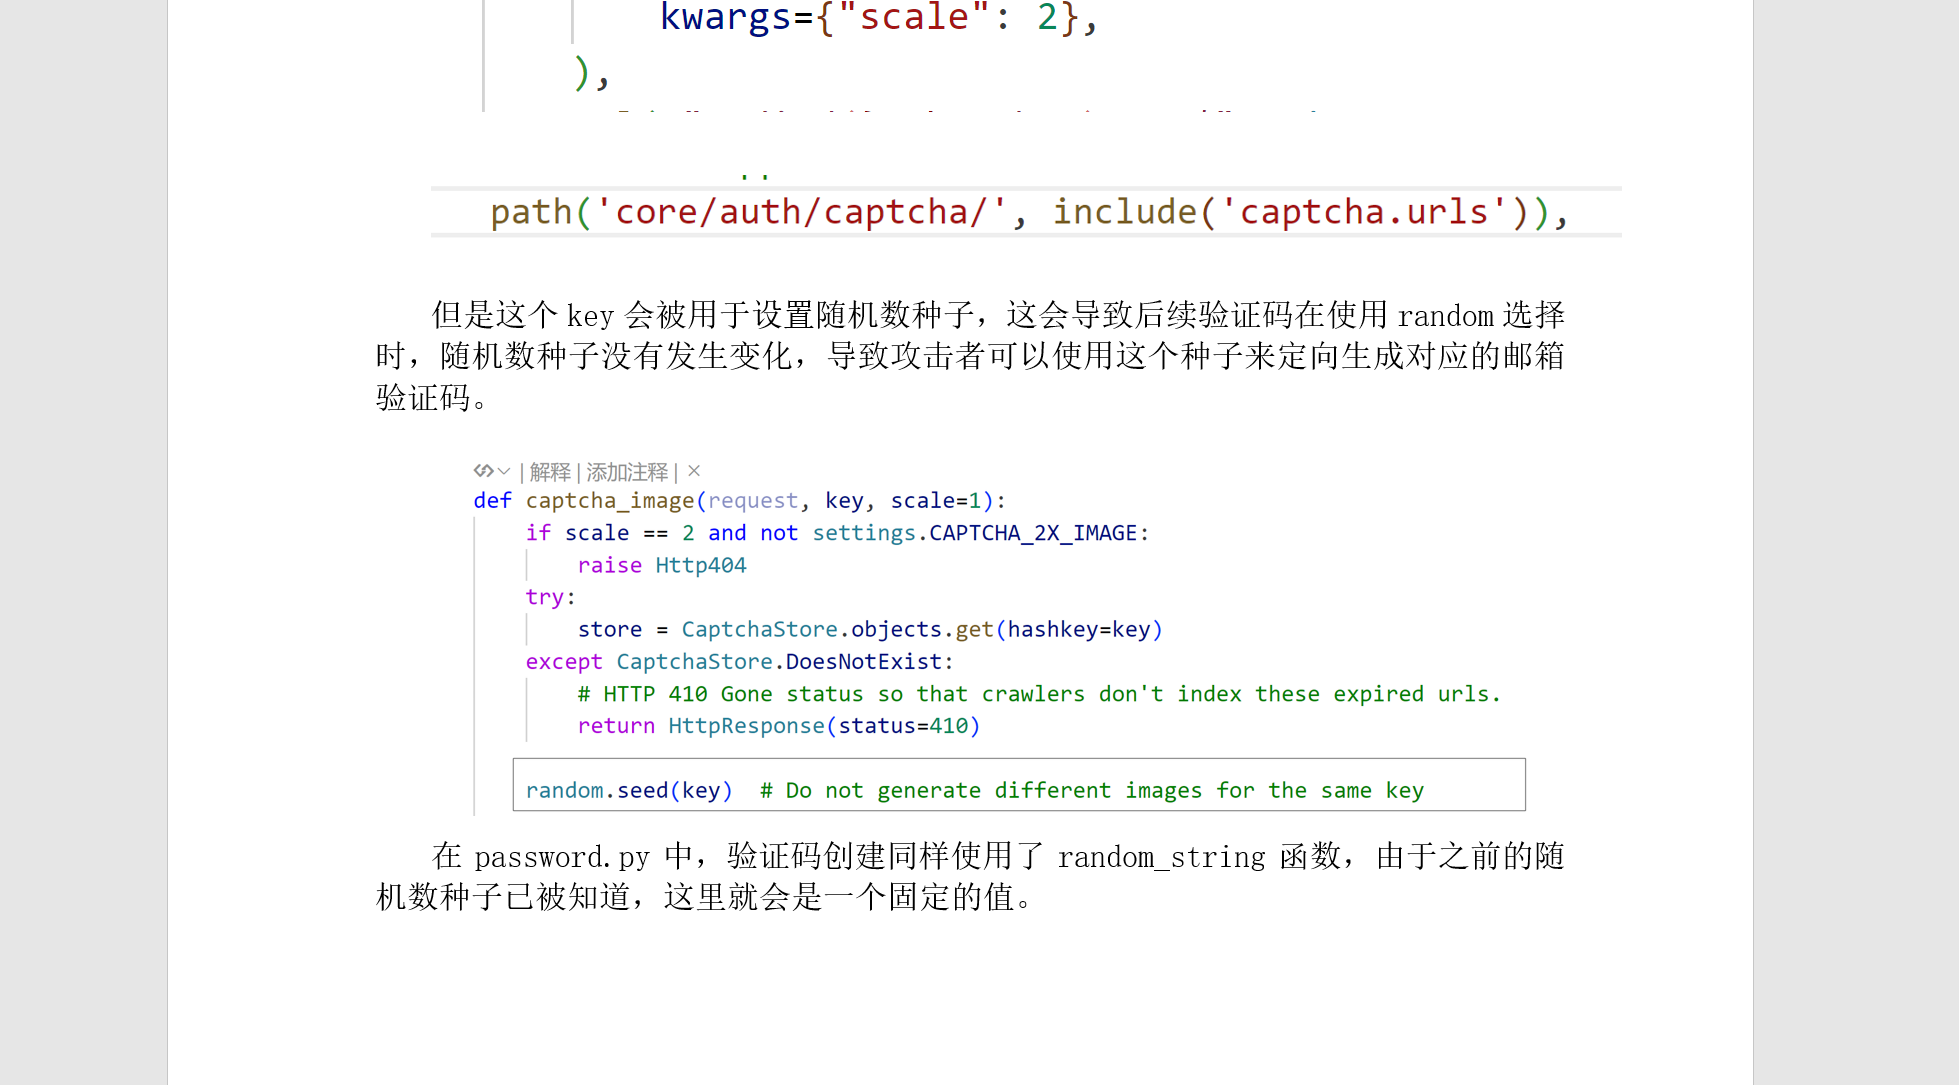 kwargs={"scale": 2},
),
path('core/auth/captcha/', include('captcha.urls')),
但是这个 key 会被用于设置随机数种子，这会导致后续验证码在使用 random 选择
时，随机数种子没有发生变化，导致攻击者可以使用这个种子来定向生成对应的邮箱
验证码。
| 解释 | 添加注释 | ×
def captcha_image(request, key, scale=1):
if scale == 2 and not settings.CAPTCHA_2X_IMAGE:
raise Http404
try:
store = CaptchaStore.objects.get(hashkey=key)
except CaptchaStore.DoesNotExist:
# HTTP 410 Gone status so that crawlers don't index these expired urls.
return HttpResponse(status=410)
random.seed(key)  # Do not generate different images for the same key
在 password.py 中，验证码创建同样使用了 random_string 函数，由于之前的随
机数种子已被知道，这里就会是一个固定的值。